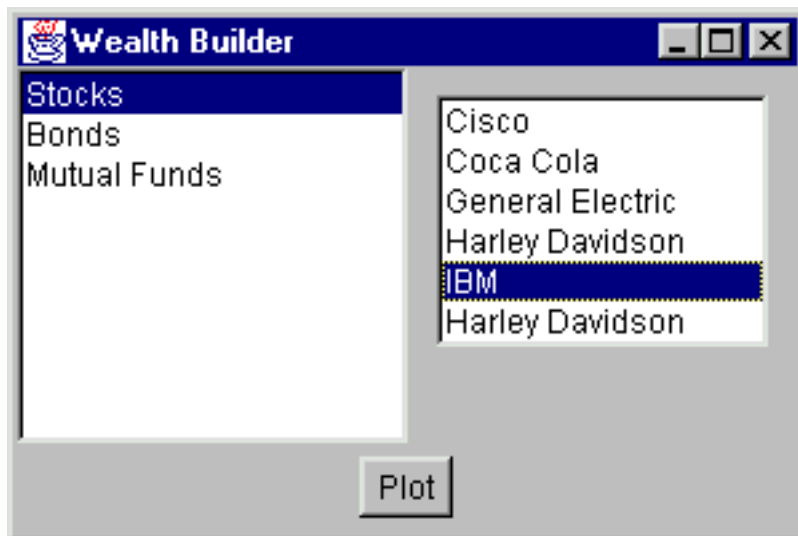 Wealth Builder
Stocks
Bonds
Mutual Funds
Cisco
Coca Cola
General Electric
Harley Davidson
IBM
Harley Davidson
Plot